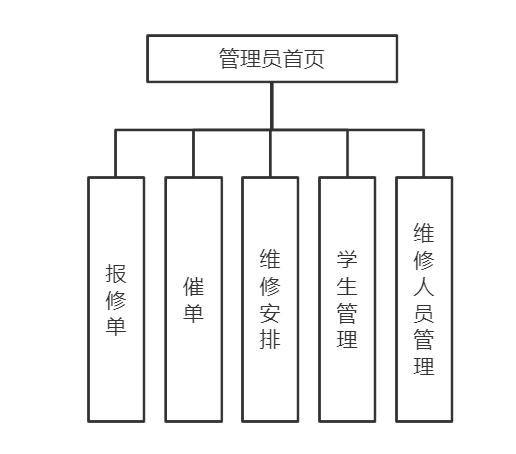 管理员首页
报修单
催单
维修安排
学生管理
维修人员管理